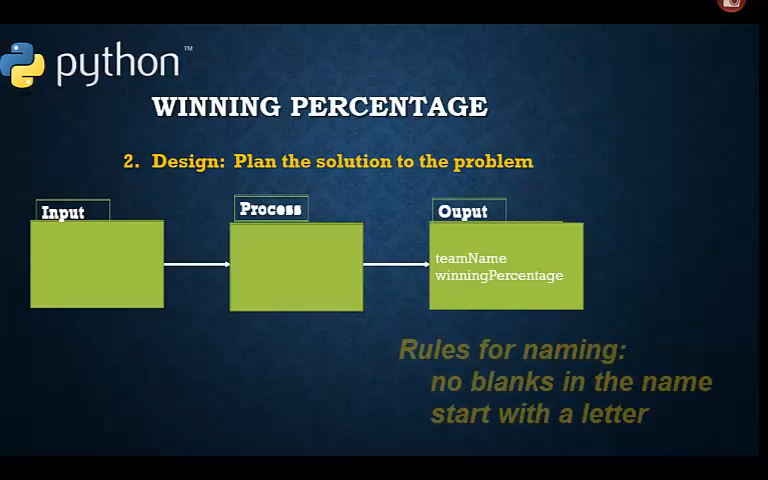 python™
WINNING PERCENTAGE
2. Design: Plan the solution to the problem
Input
Process
Ouput
teamName
winningPercentage
Rules for naming:
no blanks in the name
start with a letter